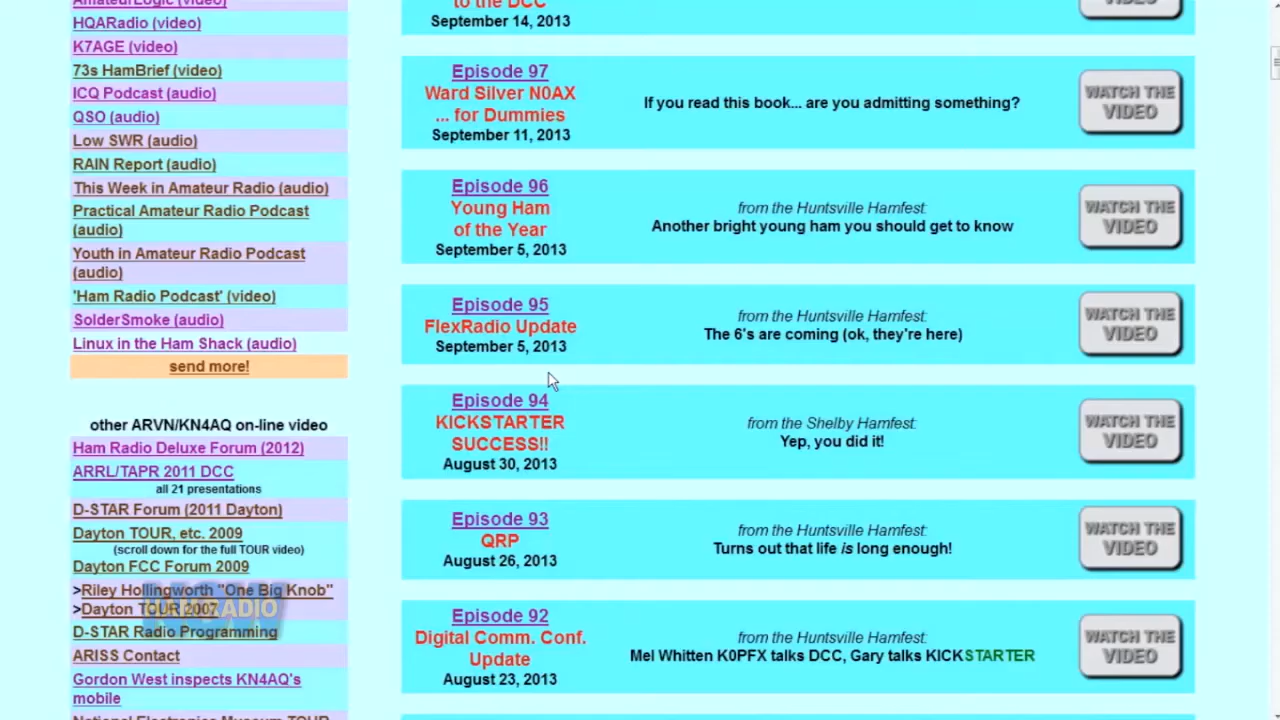 AmateurLogic (video)
HQARadio (video)
K7AGE (video)
73s HamBrief (video)
ICQ Podcast (audio)
QSO (audio)
Low SWR (audio)
RAIN Report (audio)
This Week in Amateur Radio (audio)
Practical Amateur Radio Podcast
(audio)
Youth in Amateur Radio Podcast
(audio)
'Ham Radio Podcast' (video)
SolderSmoke (audio)
Linux in the Ham Shack (audio)
send more!
other ARVN/KN4AQ on-line video
Ham Radio Deluxe Forum (2012)
ARRL/TAPR 2011 DCC
all 21 presentations
D-STAR Forum (2011 Dayton)
Dayton TOUR, etc. 2009
(scroll down for the full TOUR video)
Dayton FCC Forum 2009
>Riley Hollingworth "One Big Knob"
>Dayton TOUR 2007
D-STAR Radio Programming
ARISS Contact
Gordon West inspects KN4AQ's
mobile
National Electronics Museum TOUR
to the DCC
September 14, 2013
Episode 97
Ward Silver N0AX
... for Dummies
September 11, 2013
If you read this book... are you admitting something?
WATCH THE
VIDEO
Episode 96
Young Ham
of the Year
September 5, 2013
from the Huntsville Hamfest:
Another bright young ham you should get to know
WATCH THE
VIDEO
Episode 95
FlexRadio Update
September 5, 2013
from the Huntsville Hamfest:
The 6's are coming (ok, they're here)
WATCH THE
VIDEO
Episode 94
KICKSTARTER
SUCCESS!!
August 30, 2013
from the Shelby Hamfest:
Yep, you did it!
WATCH THE
VIDEO
Episode 93
QRP
August 26, 2013
from the Huntsville Hamfest:
Turns out that life is long enough!
WATCH THE
VIDEO
Episode 92
Digital Comm. Conf.
Update
August 23, 2013
from the Huntsville Hamfest:
Mel Whitten K0PFX talks DCC, Gary talks KICKSTARTER
WATCH THE
VIDEO